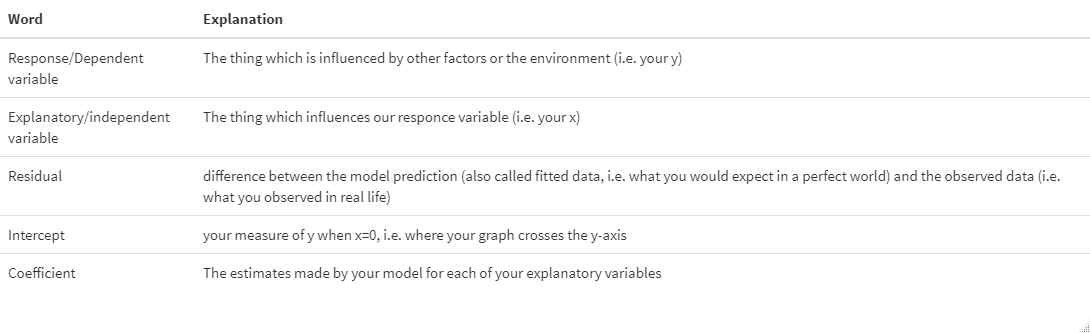 Word Explanation
Response/Dependent The thing which is influenced by other factors or the environment (i.e. your y)
variable
Explanatory/independent The thing which influences our responce variable (i.e. your x)
variable
Residual difference between the model prediction (also called fitted data, i.e. what you would expect in a perfect world) and the observed data (i.e.
what you observed in real life)
Intercept your measure of y when x=0, i.e. where your graph crosses the y-axis
Coefficient The estimates made by your model for each of your explanatory variables